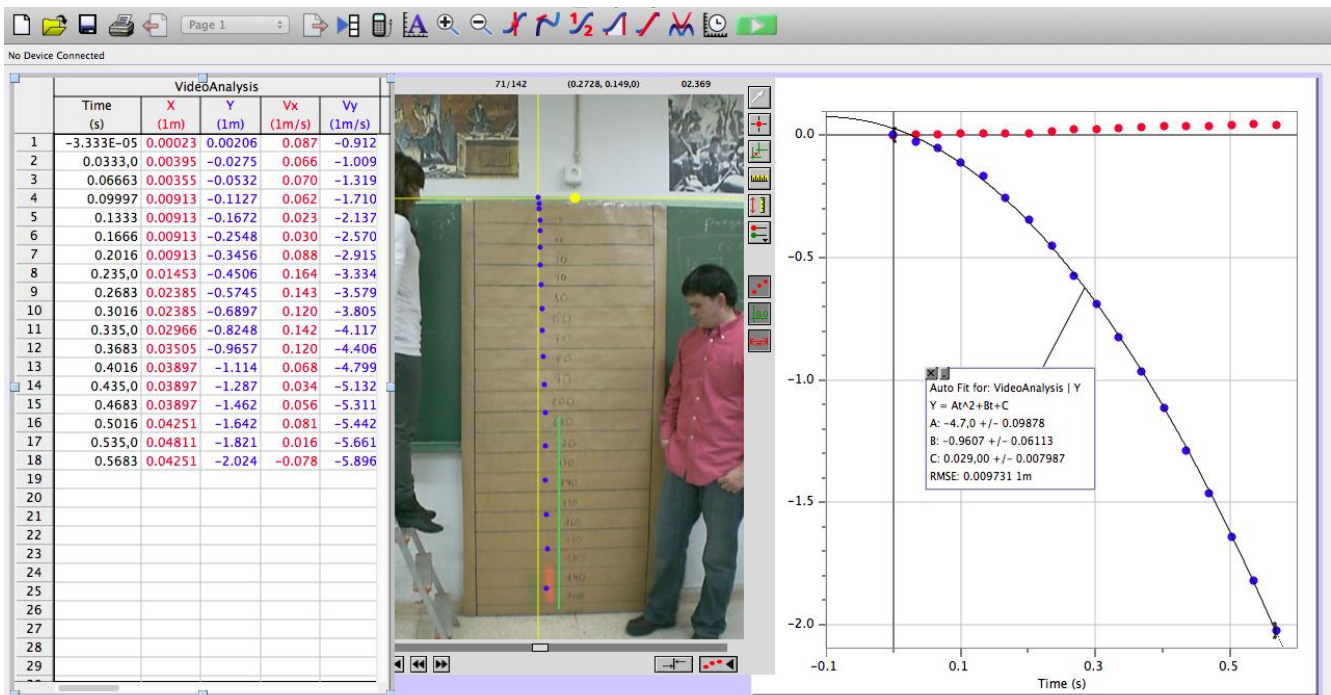 Page 1
1/2
No Device Connected
VideoAnalysis
Time X Y Vx Vy
(s) (1m) (1m) (1m/s) (1m/s)
1 -3.333E-05 0.00023 0.00206 0.087 -0.912
2 0.0333,0 0.00395 -0.0275 0.066 -1.009
3 0.06663 0.00355 -0.0532 0.070 -1.319
4 0.09997 0.00913 -0.1127 0.062 -1.710
5 0.1333 0.00913 -0.1672 0.023 -2.137
6 0.1666 0.00913 -0.2548 0.030 -2.570
7 0.2016 0.00913 -0.3456 0.088 -2.915
8 0.235,0 0.01453 -0.4506 0.164 -3.334
9 0.2683 0.02385 -0.5745 0.143 -3.579
10 0.3016 0.02385 -0.6897 0.120 -3.805
11 0.335,0 0.02966 -0.8248 0.142 -4.117
12 0.3683 0.03505 -0.9657 0.120 -4.406
13 0.4016 0.03897 -1.114 0.068 -4.799
14 0.435,0 0.03897 -1.287 0.034 -5.132
15 0.4683 0.03897 -1.462 0.056 -5.311
16 0.5016 0.04251 -1.642 0.081 -5.442
17 0.535,0 0.04811 -1.821 0.016 -5.661
18 0.5683 0.04251 -2.024 -0.078 -5.896
19
20
21
22
23
24
25
26
27
28
29
71/142 (0.2728, 0.149,0) 02.369
30
40
50
60
70
80
90
100
190
200
0.0
-0.5
-1.0
-1.5
-2.0
Auto Fit for: VideoAnalysis | Y
Y = At^2+Bt+C
A: -4.7,0 +/- 0.09878
B: -0.9607 +/- 0.06113
C: 0.029,00 +/- 0.007987
RMSE: 0.009731 1m
-0.1 0.1 0.3 0.5
Time (s)